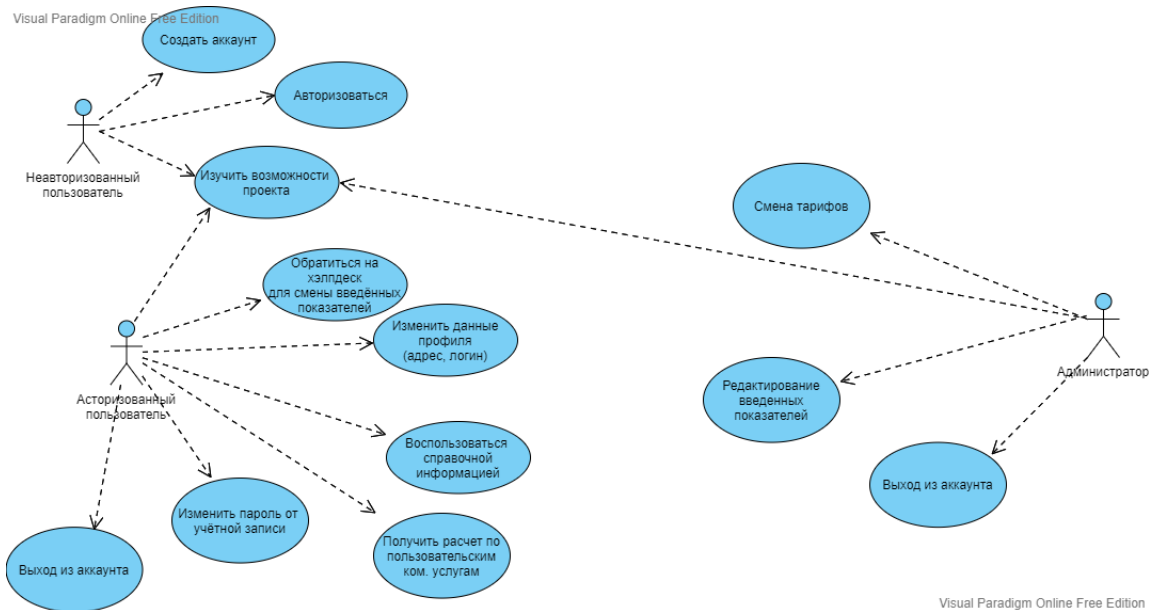 Visual Paradigm Online Free Edition
Создать аккаунт
Авторизоваться
Неавторизованный
пользователь
Изучить возможности
проекта
Смена тарифов
Обратиться на
хэлпдеск
для смены введённых
показателей
Изменить данные
профиля
(адрес, логин)
Асторизованный
пользователь
Администратор
Редактирование
введенных
показателей
Воспользоваться
справочной
информацией
Выход из аккаунта
Изменить пароль от
учётной записи
Получить расчет по
пользовательским
ком. услугам
Выход из аккаунта
Visual Paradigm Online Free Edition